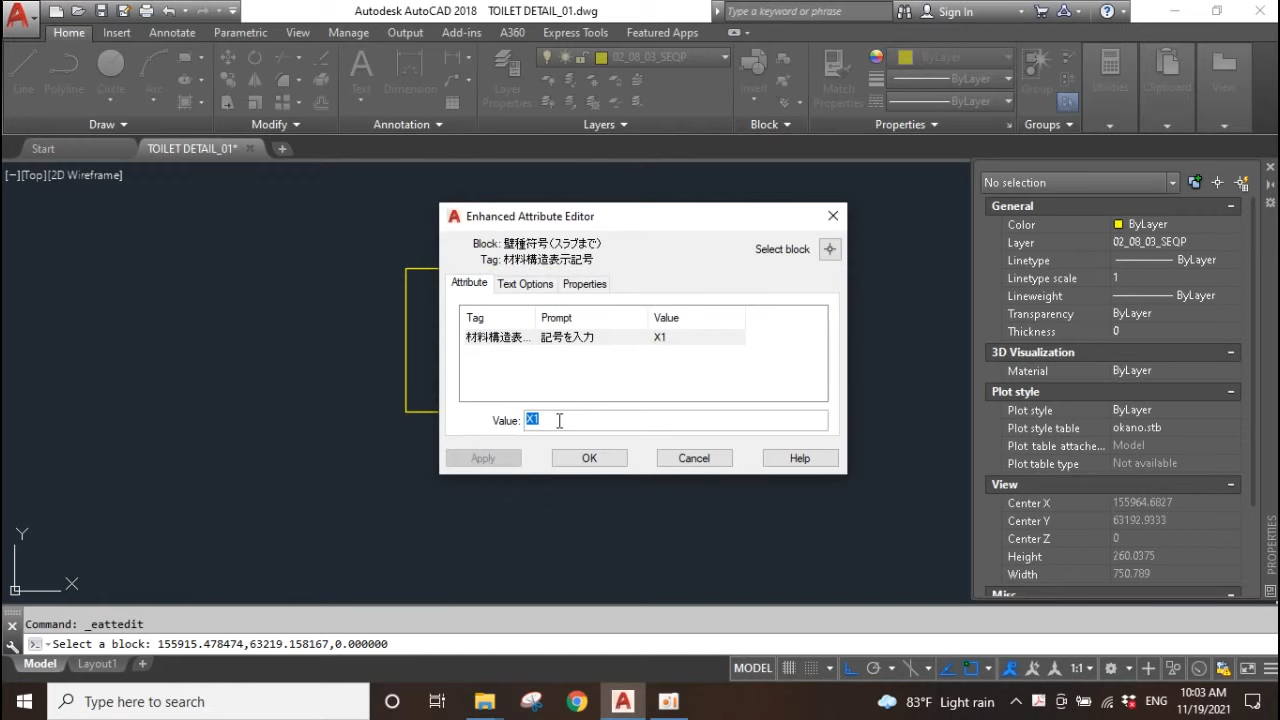 Autodesk AutoCAD 2018 TOILET DETAIL_01.dwg
Type a keyword or phrase
Sign In
Home Insert Annotate Parametric View Manage Output Add-ins A360 Express Tools Featured Apps
Line Polyline Circle Arc
Text Dimension
Layer Properties
02_08_03_SEQP
Insert
Match Properties
ByLayer
ByLayer
ByLayer
Group
Utilities
Clipboard
View
Draw Modify Annotation Layers Block Properties Groups
Start TOILET DETAIL_01*
[−][Top][2D Wireframe]
Enhanced Attribute Editor
Block: 壁種符号(スラブまで)
Tag: 材料構造表示記号
Select block
Attribute Text Options Properties
Tag Prompt Value
材料構造表... 記号を入力 X1
Value: X1
Apply OK Cancel Help
No selection
General
Color ByLayer
Layer 02_08_03_SEQP
Linetype ByLayer
Linetype scale 1
Lineweight ByLayer
Transparency ByLayer
Thickness 0
3D Visualization
Material ByLayer
Plot style
Plot style ByLayer
Plot style table okano.stb
Plot table attache... Model
Plot table type Not available
View
Center X 155964.6827
Center Y 63192.9333
Center Z 0
Height 260.0375
Width 750.789
Misc
PROPERTIES
Y
X
Command: _eattedit
Select a block: 155915.478474,63219.158167,0.000000
Model Layout1
MODEL 1:1
Type here to search
83°F Light rain
ENG
10:03 AM
11/19/2021